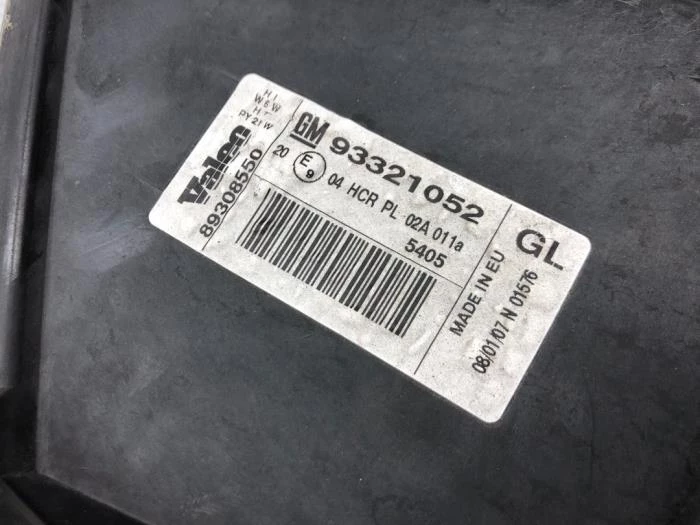 H1
W5W
H7
PY21W
Valeo
89308550
GM 93321052
20 E9 04 HCR PL 02A 011a
5405
MADE IN EU
GL
08/01/07 N 01576